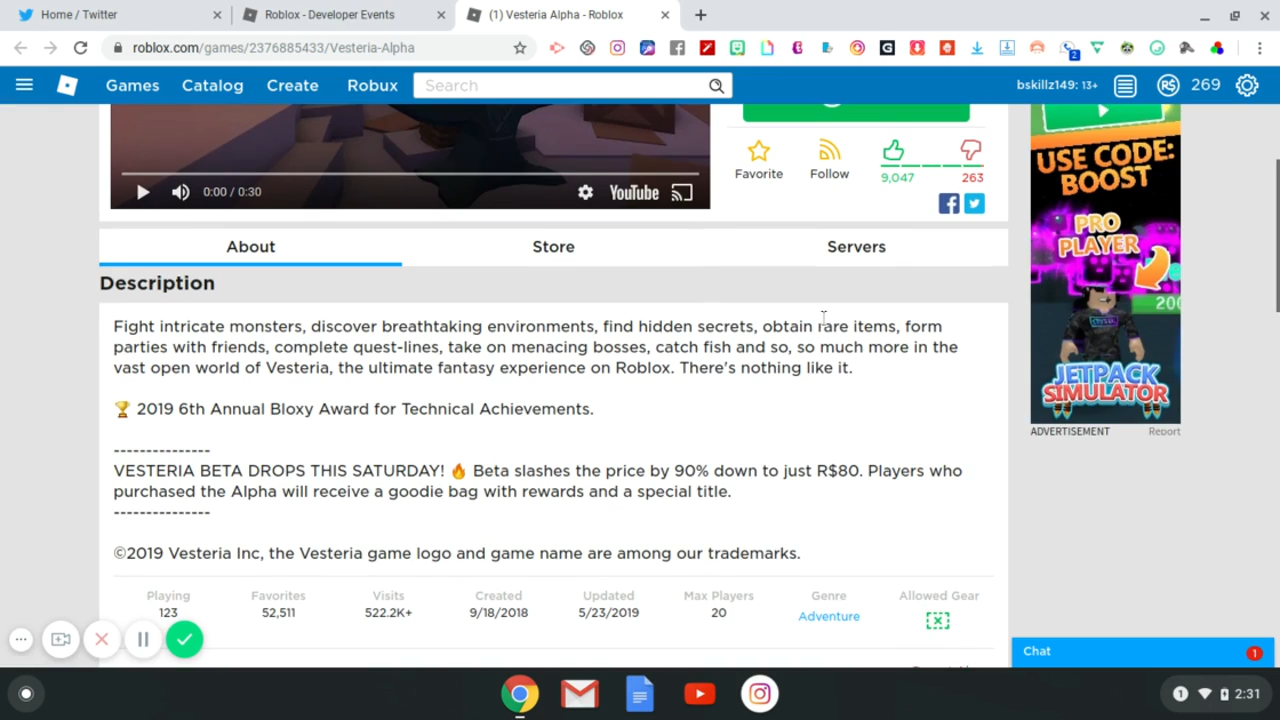 Home / Twitter
Roblox - Developer Events
(1) Vesteria Alpha - Roblox
roblox.com/games/2376885433/Vesteria-Alpha
2
Games
Catalog
Create
Robux
Search
bskillz149: 13+
269
0:00 / 0:30
YouTube
Favorite
Follow
9,047
263
USE CODE:
BOOST
PRO
PLAYER
200
JETPACK
SIMULATOR
ADVERTISEMENT
Report
About
Store
Servers
Description
Fight intricate monsters, discover breathtaking environments, find hidden secrets, obtain rare items, form
parties with friends, complete quest-lines, take on menacing bosses, catch fish and so, so much more in the
vast open world of Vesteria, the ultimate fantasy experience on Roblox. There's nothing like it.
🏆 2019 6th Annual Bloxy Award for Technical Achievements.
---------------
VESTERIA BETA DROPS THIS SATURDAY! 🔥 Beta slashes the price by 90% down to just R$80. Players who
purchased the Alpha will receive a goodie bag with rewards and a special title.
---------------
©2019 Vesteria Inc, the Vesteria game logo and game name are among our trademarks.
Playing
Favorites
Visits
Created
Updated
Max Players
Genre
Allowed Gear
123
52,511
522.2K+
9/18/2018
5/23/2019
20
Adventure
Chat
1
1
2:31